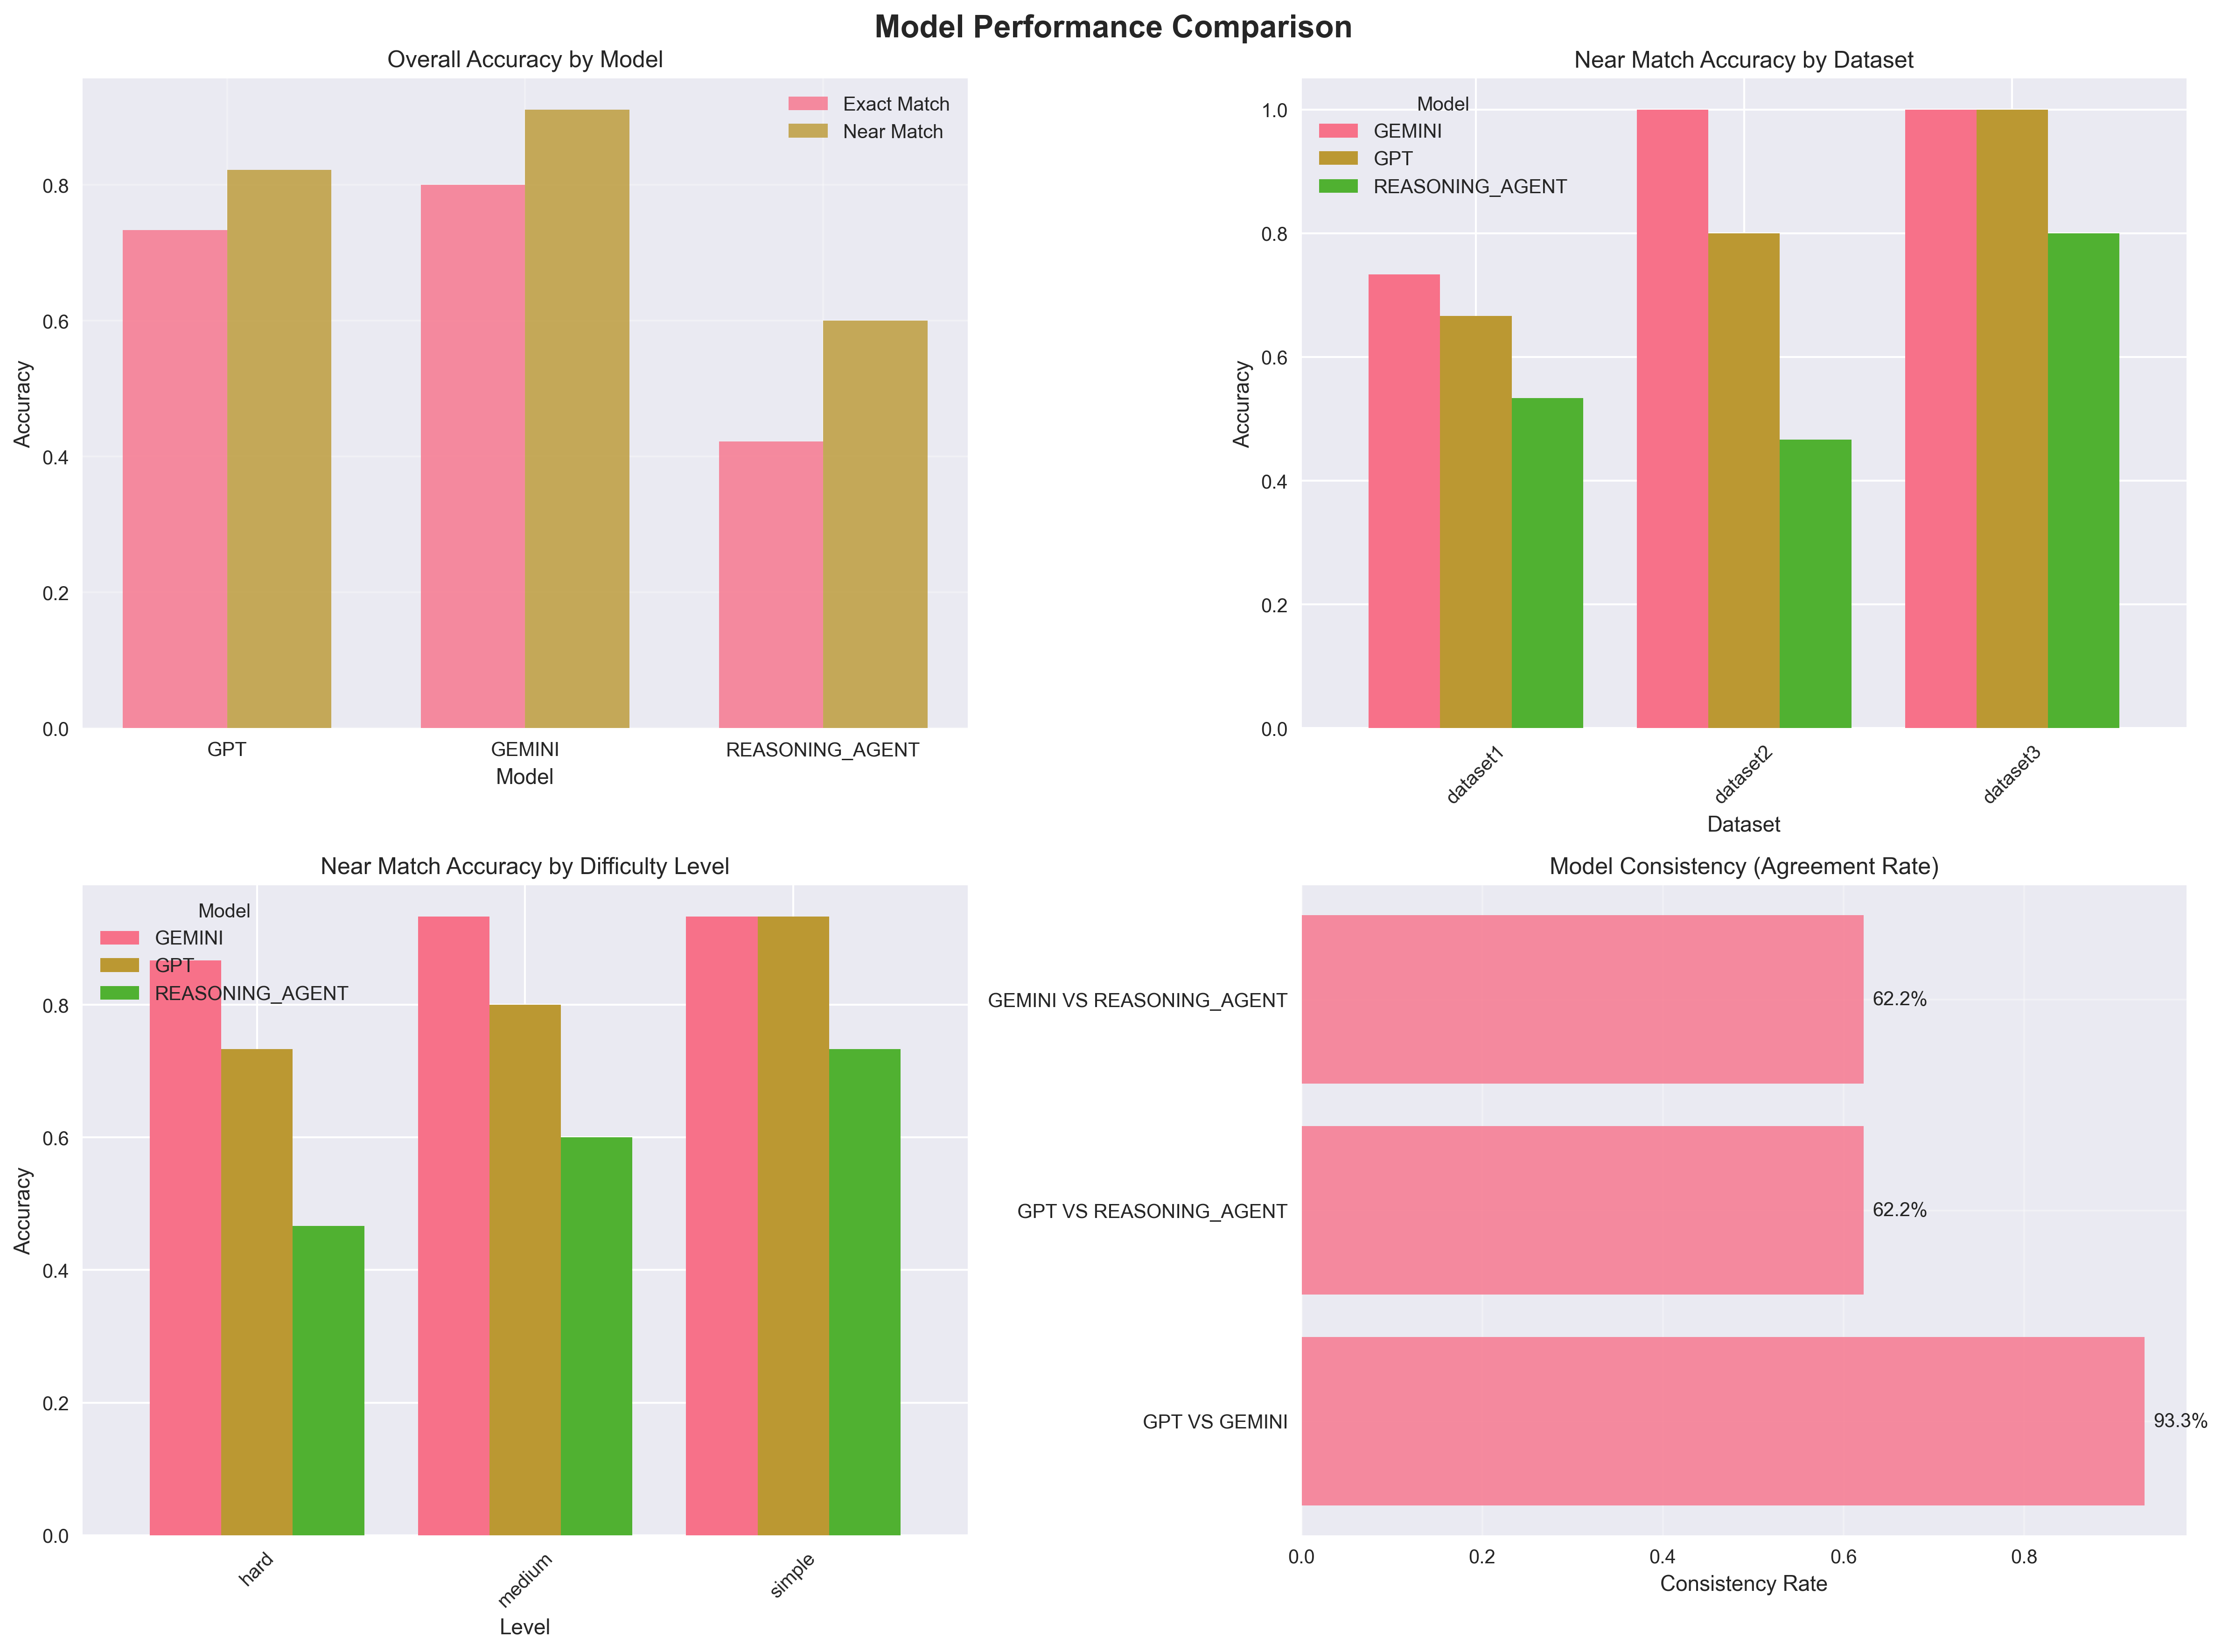 Model Performance Comparison
Overall Accuracy by Model
Exact Match
Near Match
Accuracy
0.8
0.6
0.4
0.2
0.0
GPT
GEMINI
REASONING_AGENT
Model
Near Match Accuracy by Dataset
Model
GEMINI
GPT
REASONING_AGENT
Accuracy
1.0
0.8
0.6
0.4
0.2
0.0
dataset1
dataset2
dataset3
Dataset
Near Match Accuracy by Difficulty Level
Model
GEMINI
GPT
REASONING_AGENT
Accuracy
0.8
0.6
0.4
0.2
0.0
hard
medium
simple
Level
Model Consistency (Agreement Rate)
GEMINI VS REASONING_AGENT
62.2%
GPT VS REASONING_AGENT
62.2%
GPT VS GEMINI
93.3%
0.0
0.2
0.4
0.6
0.8
Consistency Rate